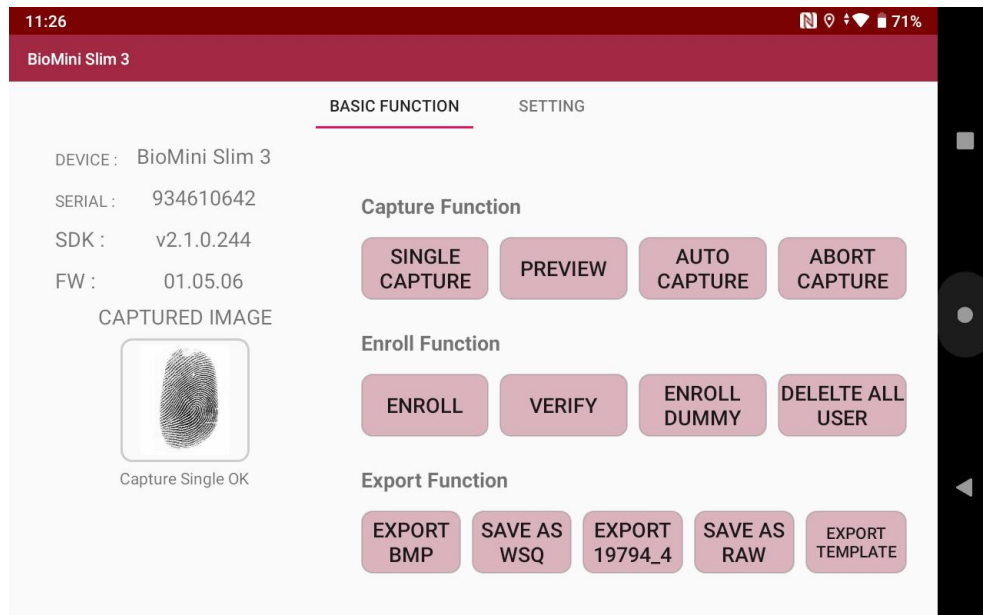 11:26 71%
BioMini Slim 3
BASIC FUNCTION SETTING
DEVICE : BioMini Slim 3
SERIAL : 934610642
SDK : v2.1.0.244
FW : 01.05.06
CAPTURED IMAGE
Capture Single OK
Capture Function
SINGLE
CAPTURE
PREVIEW
AUTO
CAPTURE
ABORT
CAPTURE
Enroll Function
ENROLL
VERIFY
ENROLL
DUMMY
DELELTE ALL
USER
Export Function
EXPORT
BMP
SAVE AS
WSQ
EXPORT
19794_4
SAVE AS
RAW
EXPORT
TEMPLATE